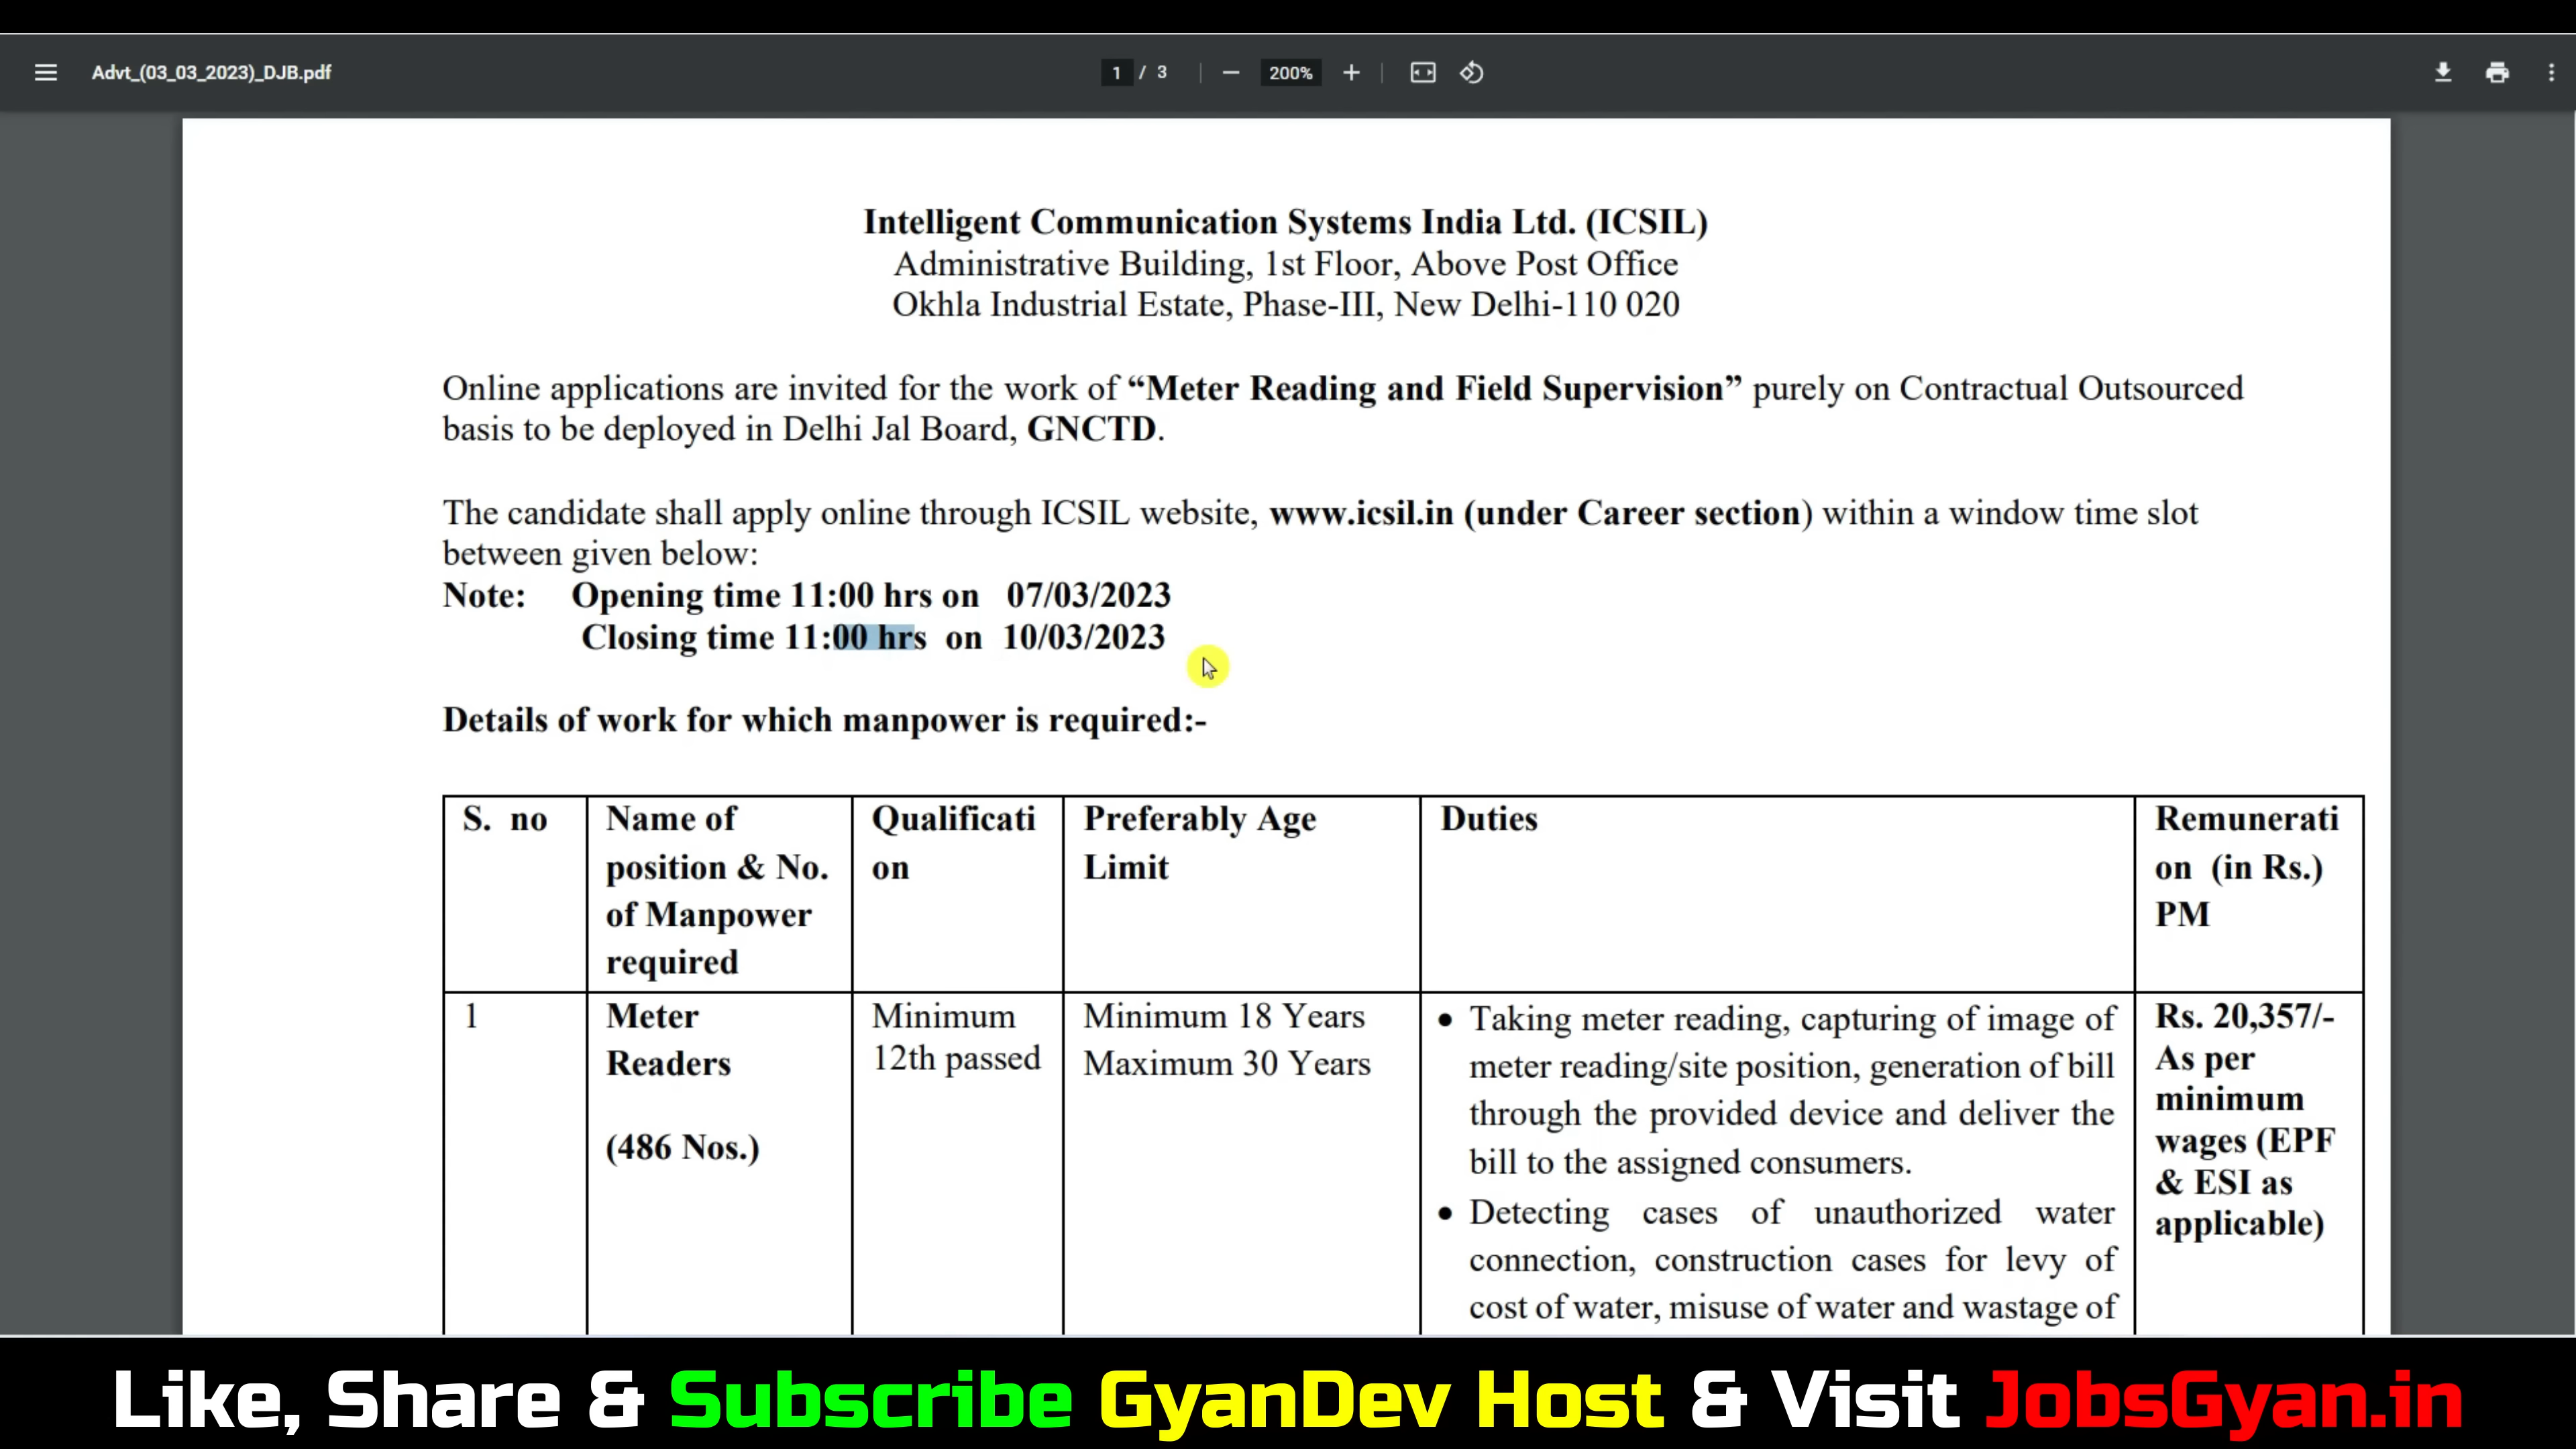 Advt_(03_03_2023)_DJB.pdf
1 / 3
200%
Intelligent Communication Systems India Ltd. (ICSIL)
Administrative Building, 1st Floor, Above Post Office
Okhla Industrial Estate, Phase-III, New Delhi-110 020
Online applications are invited for the work of “Meter Reading and Field Supervision” purely on Contractual Outsourced
basis to be deployed in Delhi Jal Board, GNCTD.
The candidate shall apply online through ICSIL website, www.icsil.in (under Career section) within a window time slot
between given below:
Note: Opening time 11:00 hrs on 07/03/2023
Closing time 11:00 hrs on 10/03/2023
Details of work for which manpower is required:-
S. no
Name of
position & No.
of Manpower
required
Qualificati
on
Preferably Age
Limit
Duties
Remunerati
on (in Rs.)
PM
1
Meter
Readers
(486 Nos.)
Minimum
12th passed
Minimum 18 Years
Maximum 30 Years
• Taking meter reading, capturing of image of
meter reading/site position, generation of bill
through the provided device and deliver the
bill to the assigned consumers.
• Detecting cases of unauthorized water
connection, construction cases for levy of
cost of water, misuse of water and wastage of
Rs. 20,357/-
As per
minimum
wages (EPF
& ESI as
applicable)
Like, Share & Subscribe GyanDev Host & Visit JobsGyan.in